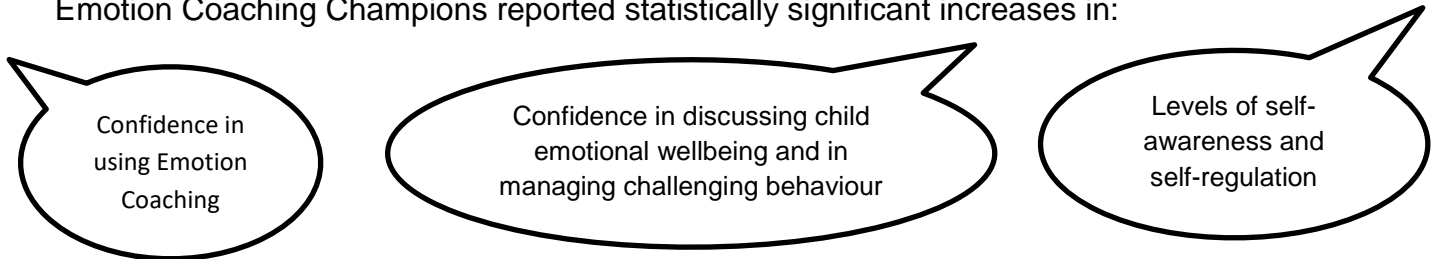 Emotion Coaching Champions reported statistically significant increases in:
Confidence in
using Emotion
Coaching
Confidence in discussing child
emotional wellbeing and in
managing challenging behaviour
Levels of self-
awareness and
self-regulation